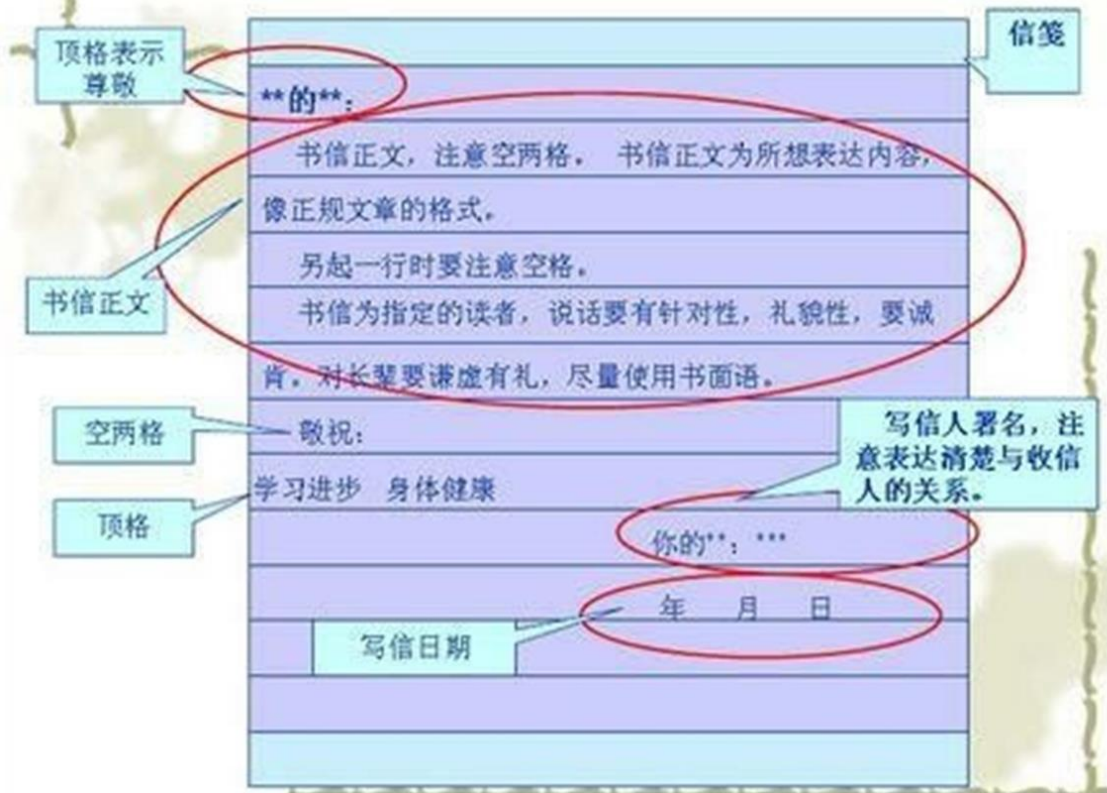 信笺
顶格表示
尊敬
**的**：
书信正文，注意空两格。 书信正文为所想表达内容，
像正规文章的格式。
另起一行时要注意空格。
书信正文
书信为指定的读者，说话要有针对性，礼貌性，要诚
肯。对长辈要谦虚有礼，尽量使用书面语。
空两格
敬祝：
写信人署名，注
意表达清楚与收信
人的关系。
学习进步 身体健康
顶格
你的**：***
年 月 日
写信日期